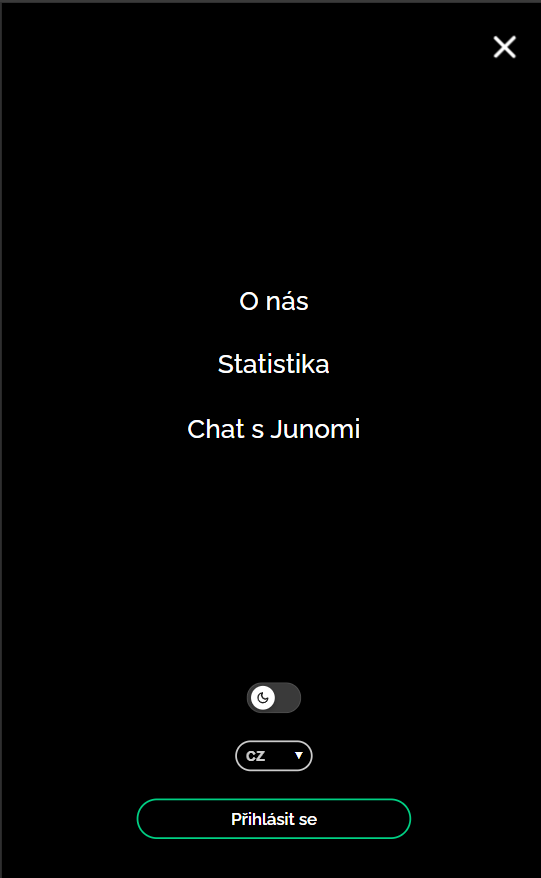 O nás
Statistika
Chat s Junomi
CZ
Přihlásit se